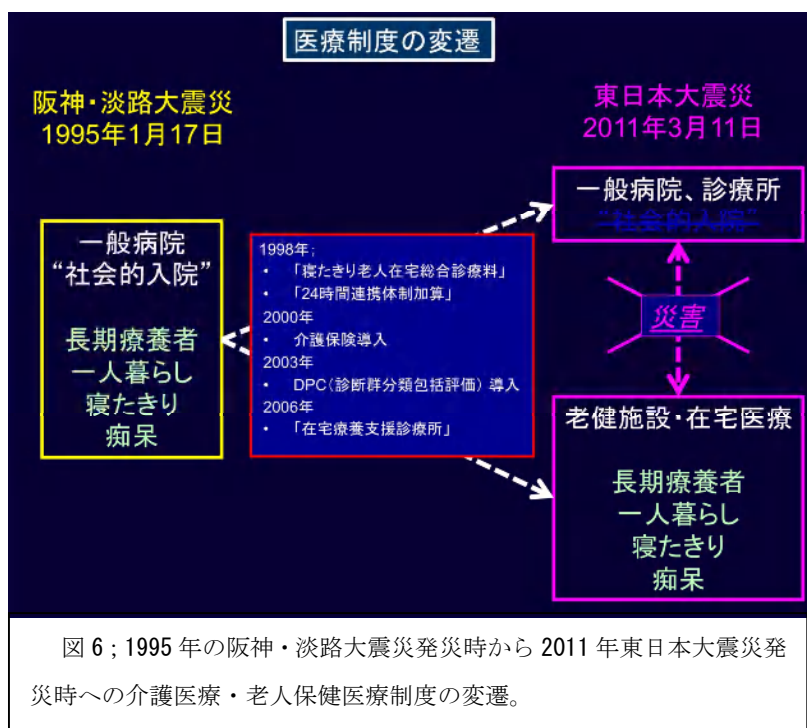 医療制度の変遷
阪神・淡路大震災
1995年1月17日
東日本大震災
2011年3月11日
一般病院
“社会的入院”
長期療養者
一人暮らし
寝たきり
痴呆
1998年;
• 「寝たきり老人在宅総合診療料」
• 「24時間連携体制加算」
2000年
• 介護保険導入
2003年
• DPC(診断群分類包括評価) 導入
2006年
• 「在宅療養支援診療所」
一般病院、診療所
“社会的入院”
災害
老健施設・在宅医療
長期療養者
一人暮らし
寝たきり
痴呆
図 6 ; 1995 年の阪神・淡路大震災発災時から 2011 年東日本大震災発
災時への介護医療・老人保健医療制度の変遷。